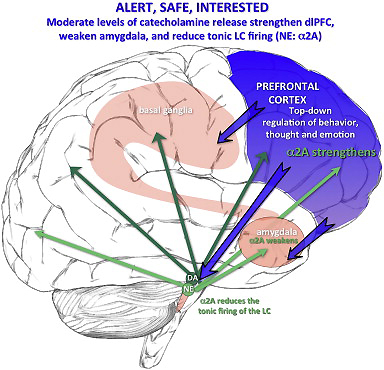 ALERT, SAFE, INTERESTED
Moderate levels of catecholamine release strengthen dlPFC,
weaken amygdala, and reduce tonic LC firing (NE: α2A)
PREFRONTAL
CORTEX
Top-down
regulation of behavior,
thought and emotion
α2A strengthens
basal ganglia
amygdala
α2A weakens
DA
NE
α2A reduces the
tonic firing of the LC